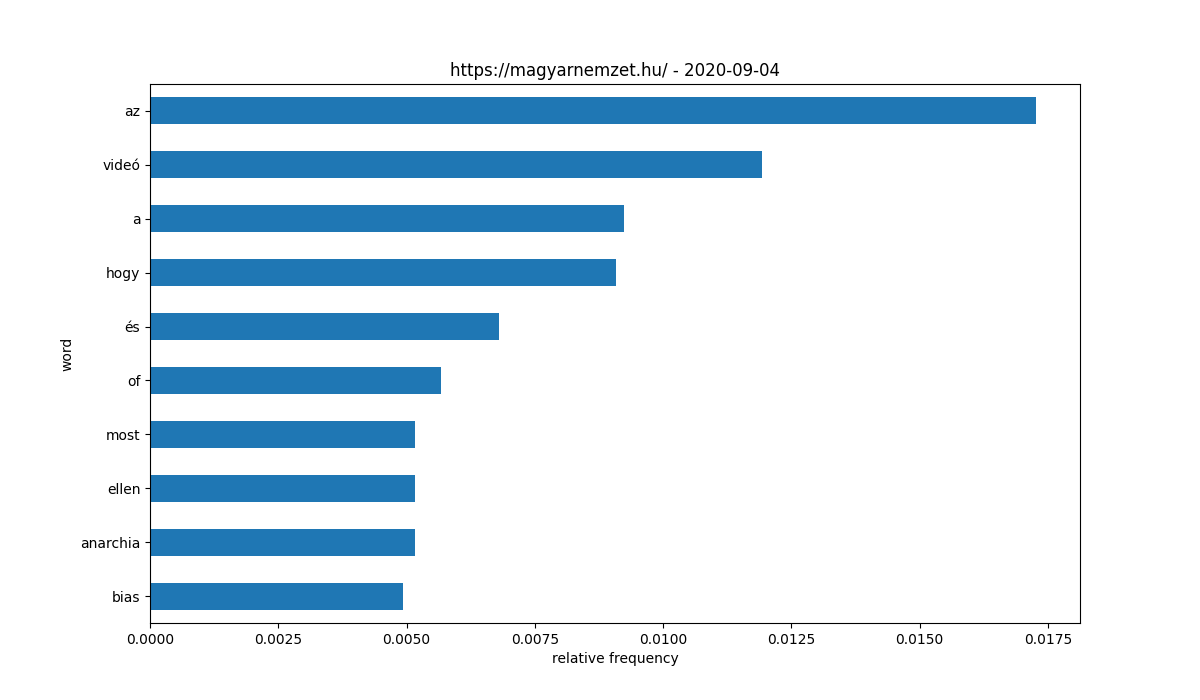 https://magyarnemzet.hu/ - 2020-09-04
az
videó
a
hogy
és
of
most
ellen
anarchia
bias
word
0.0000 0.0025 0.0050 0.0075 0.0100 0.0125 0.0150 0.0175
relative frequency